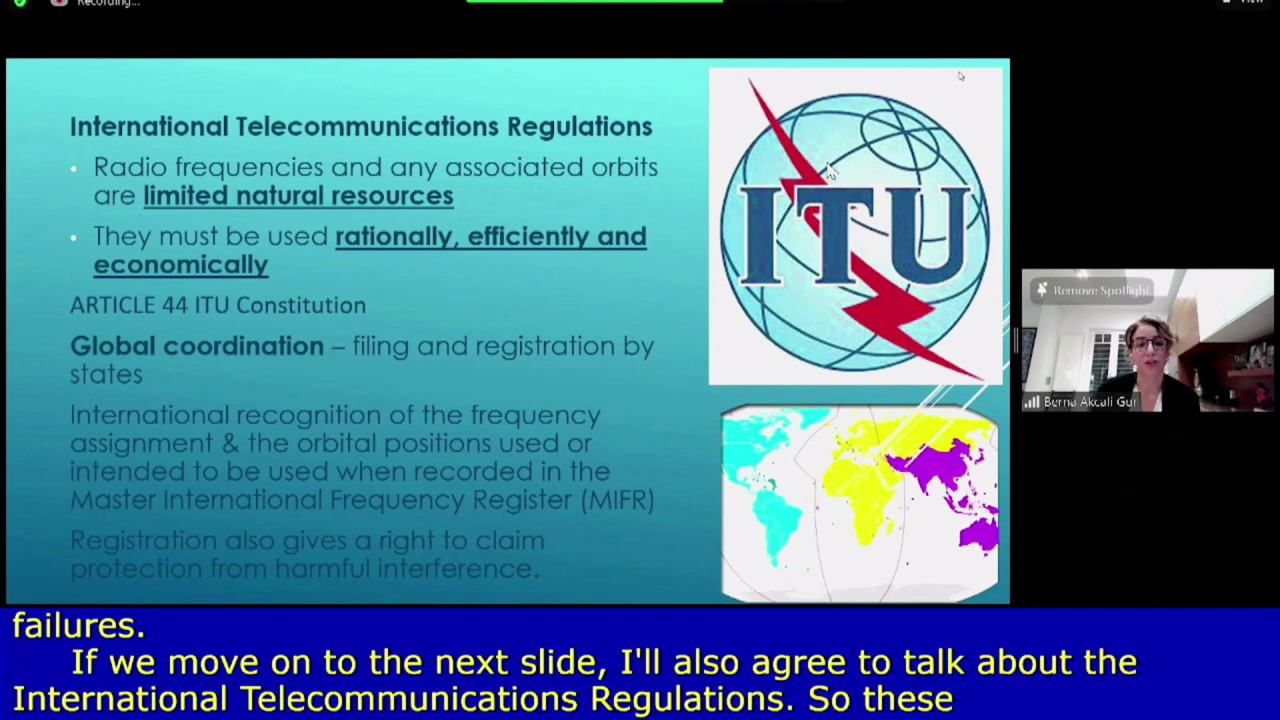 Recording...
View
International Telecommunications Regulations
• Radio frequencies and any associated orbits
are limited natural resources
• They must be used rationally, efficiently and
economically
ARTICLE 44 ITU Constitution
Global coordination – filing and registration by
states
International recognition of the frequency
assignment & the orbital positions used or
intended to be used when recorded in the
Master International Frequency Register (MIFR)
Registration also gives a right to claim
protection from harmful interference.
ITU
Remove Spotlight
Berna Akcali Gur
failures.
If we move on to the next slide, I'll also agree to talk about the
International Telecommunications Regulations. So these